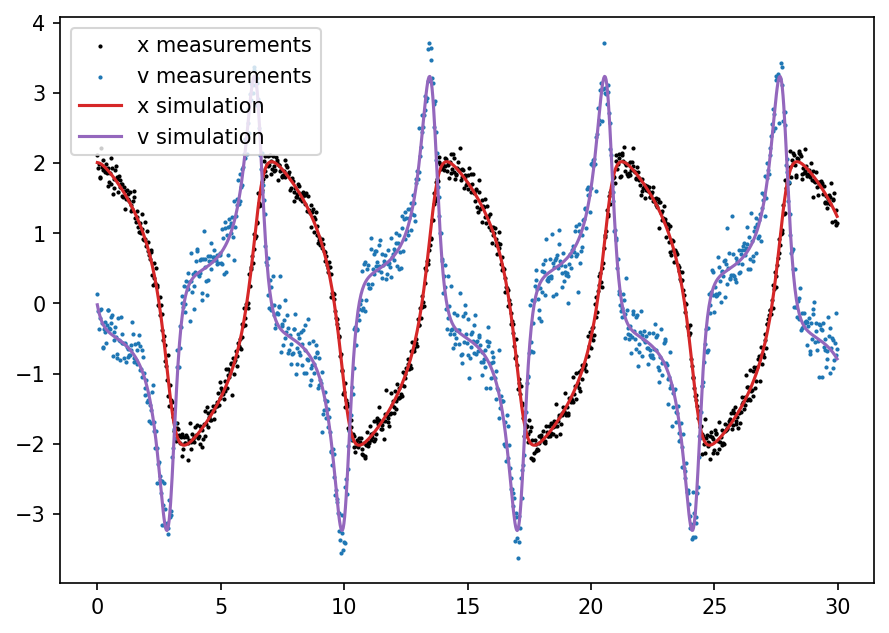 4
3
2
1
0
−1
−2
−3
x measurements
v measurements
x simulation
v simulation
0 5 10 15 20 25 30